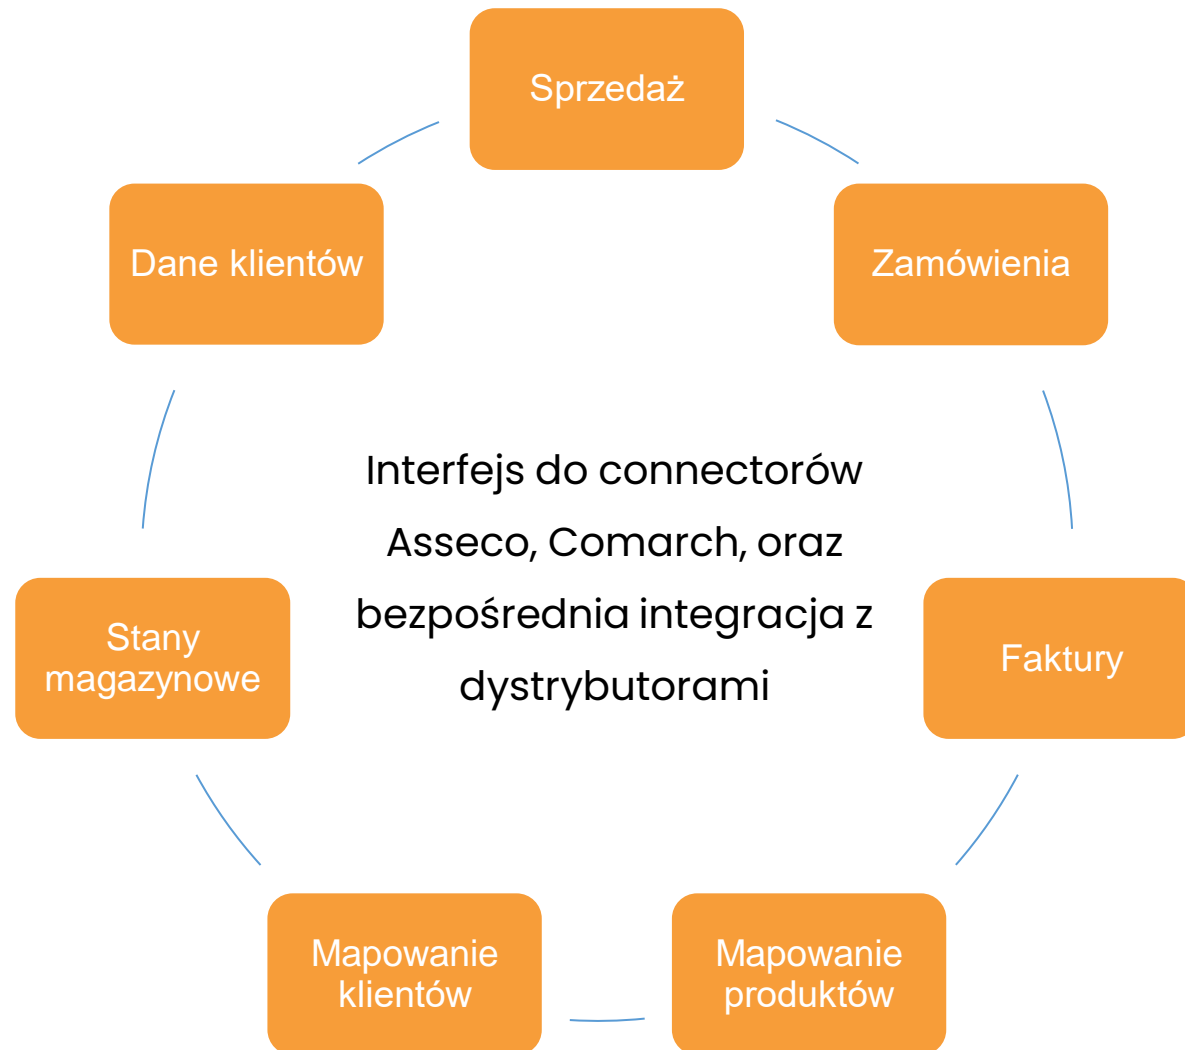 Sprzedaż
Dane klientów
Zamówienia
Interfejs do connectorów
Asseco, Comarch, oraz
bezpośrednia integracja z
dystrybutorami
Stany
magazynowe
Faktury
Mapowanie
klientów
Mapowanie
produktów